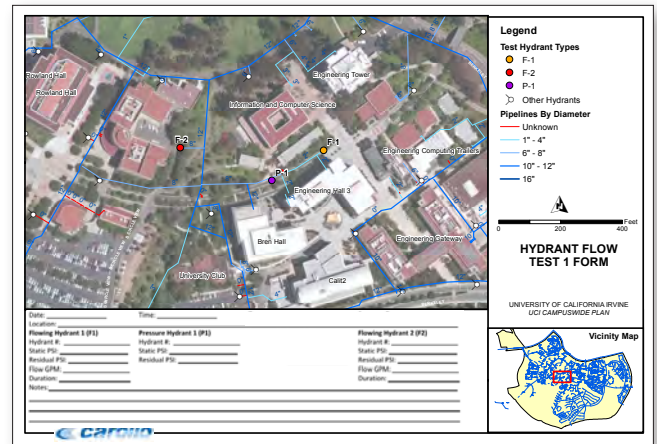 Rowland Hall
Rowland Hall
Engineering Tower
Information and Computer Science
F-2
F-1
Engineering Computing Trailers
P-1
Engineering Hall 3
Bren Hall
Engineering Gateway
University Club
Calit2
Legend
Test Hydrant Types
F-1
F-2
P-1
Other Hydrants
Pipelines By Diameter
Unknown
1" - 4"
6" - 8"
10" - 12"
16"
Feet
0 200 400
HYDRANT FLOW
TEST 1 FORM
UNIVERSITY OF CALIFORNIA IRVINE
UCI CAMPUSWIDE PLAN
Vicinity Map
Date: Time:
Location:
Flowing Hydrant 1 (F1) Pressure Hydrant 1 (P1) Flowing Hydrant 2 (F2)
Hydrant #: Hydrant #: Hydrant #:
Static PSI: Static PSI: Static PSI:
Residual PSI: Residual PSI: Residual PSI:
Flow GPM: Flow GPM:
Duration: Duration:
Notes:
carollo